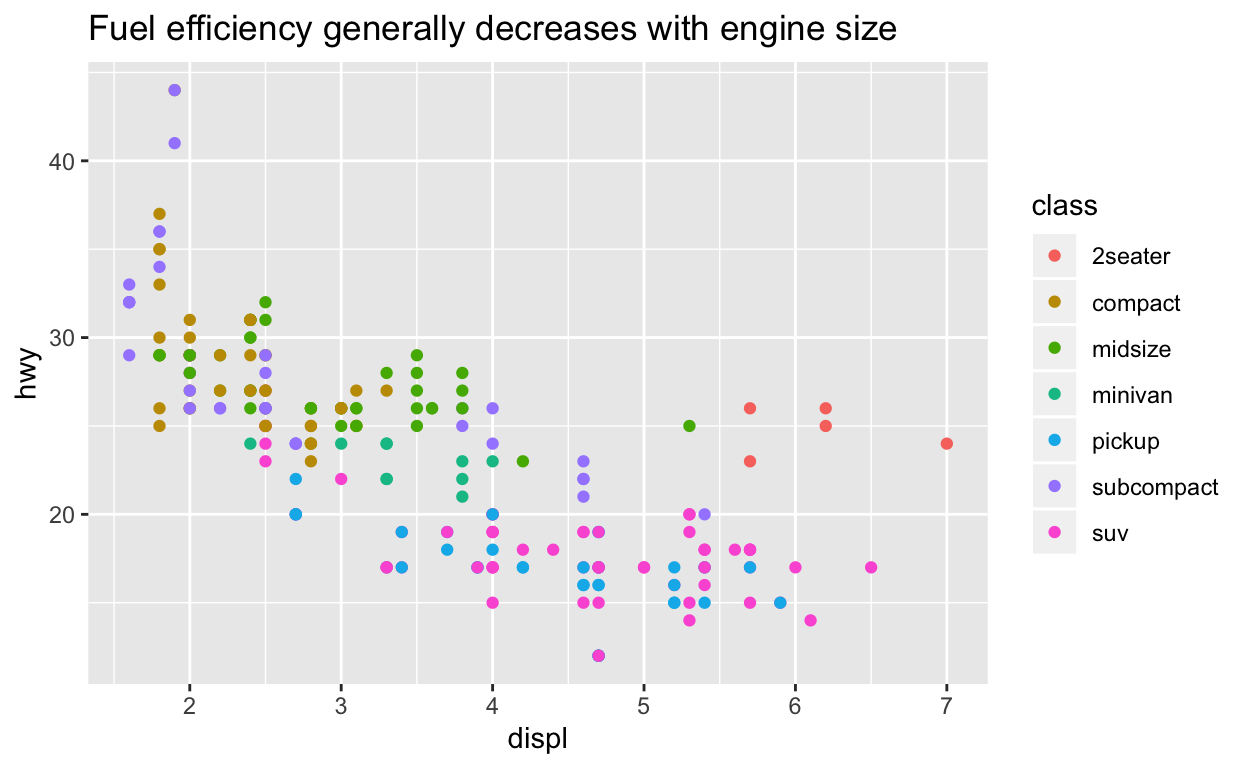 Fuel efficiency generally decreases with engine size
hwy
40
30
20
2 3 4 5 6 7
displ
class
2seater
compact
midsize
minivan
pickup
subcompact
suv